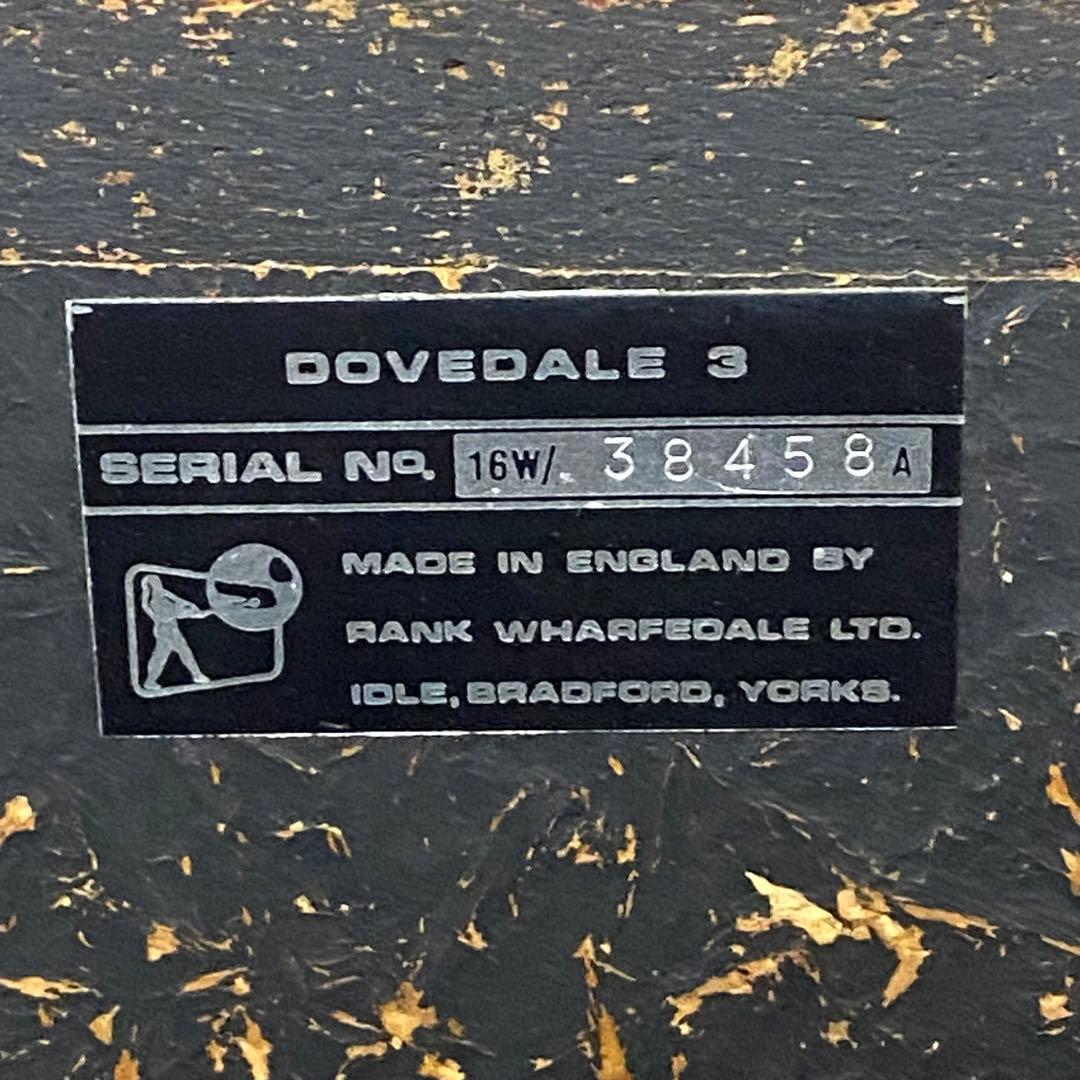 DOVEDALE 3
SERIAL No. 16W/. 38458 A
MADE IN ENGLAND BY
RANK WHARFEDALE LTD.
IDLE, BRADFORD, YORKS.